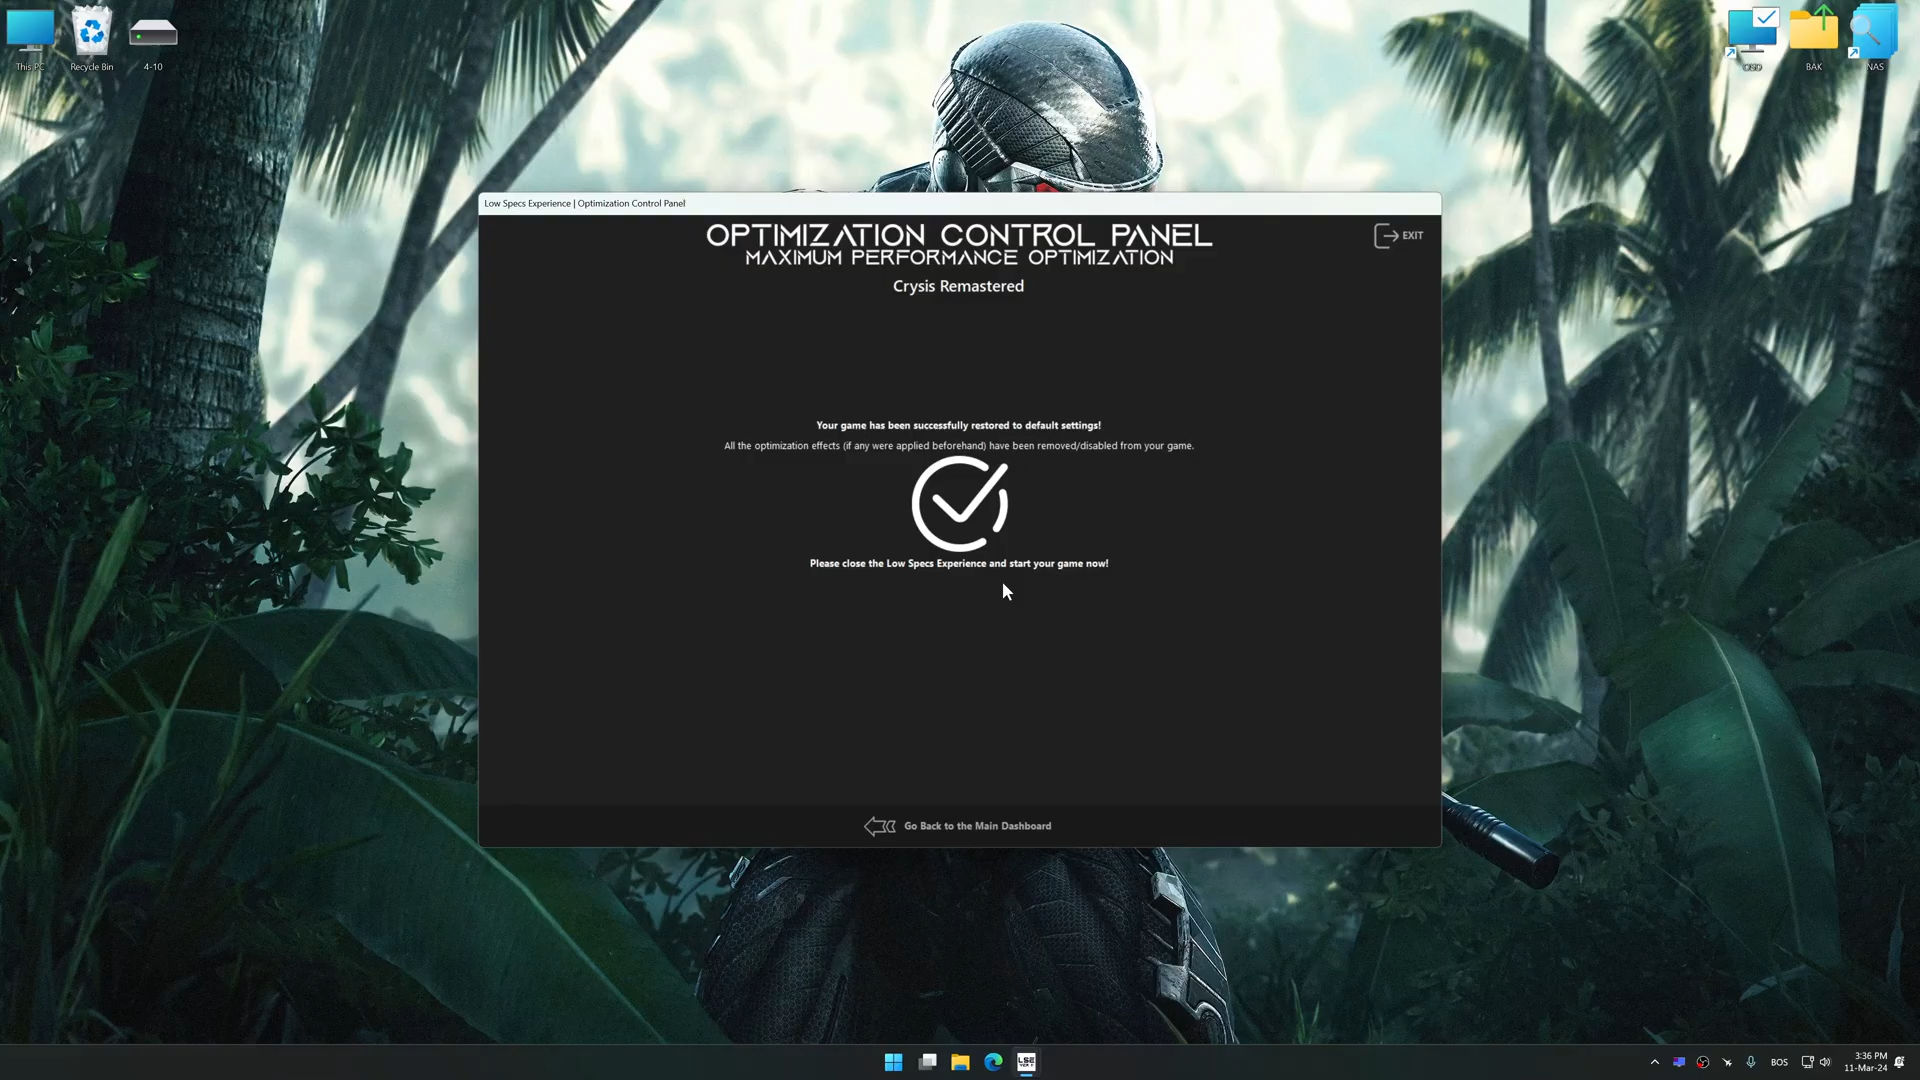 This PC
Recycle Bin
4-10
BAK
NAS
Low Specs Experience | Optimization Control Panel
OPTIMIZATION CONTROL PANEL
MAXIMUM PERFORMANCE OPTIMIZATION
EXIT
Crysis Remastered
Your game has been successfully restored to default settings!
All the optimization effects (if any were applied beforehand) have been removed/disabled from your game.
Please close the Low Specs Experience and start your game now!
Go Back to the Main Dashboard
LSE
BOS
3:36 PM
11-Mar-24